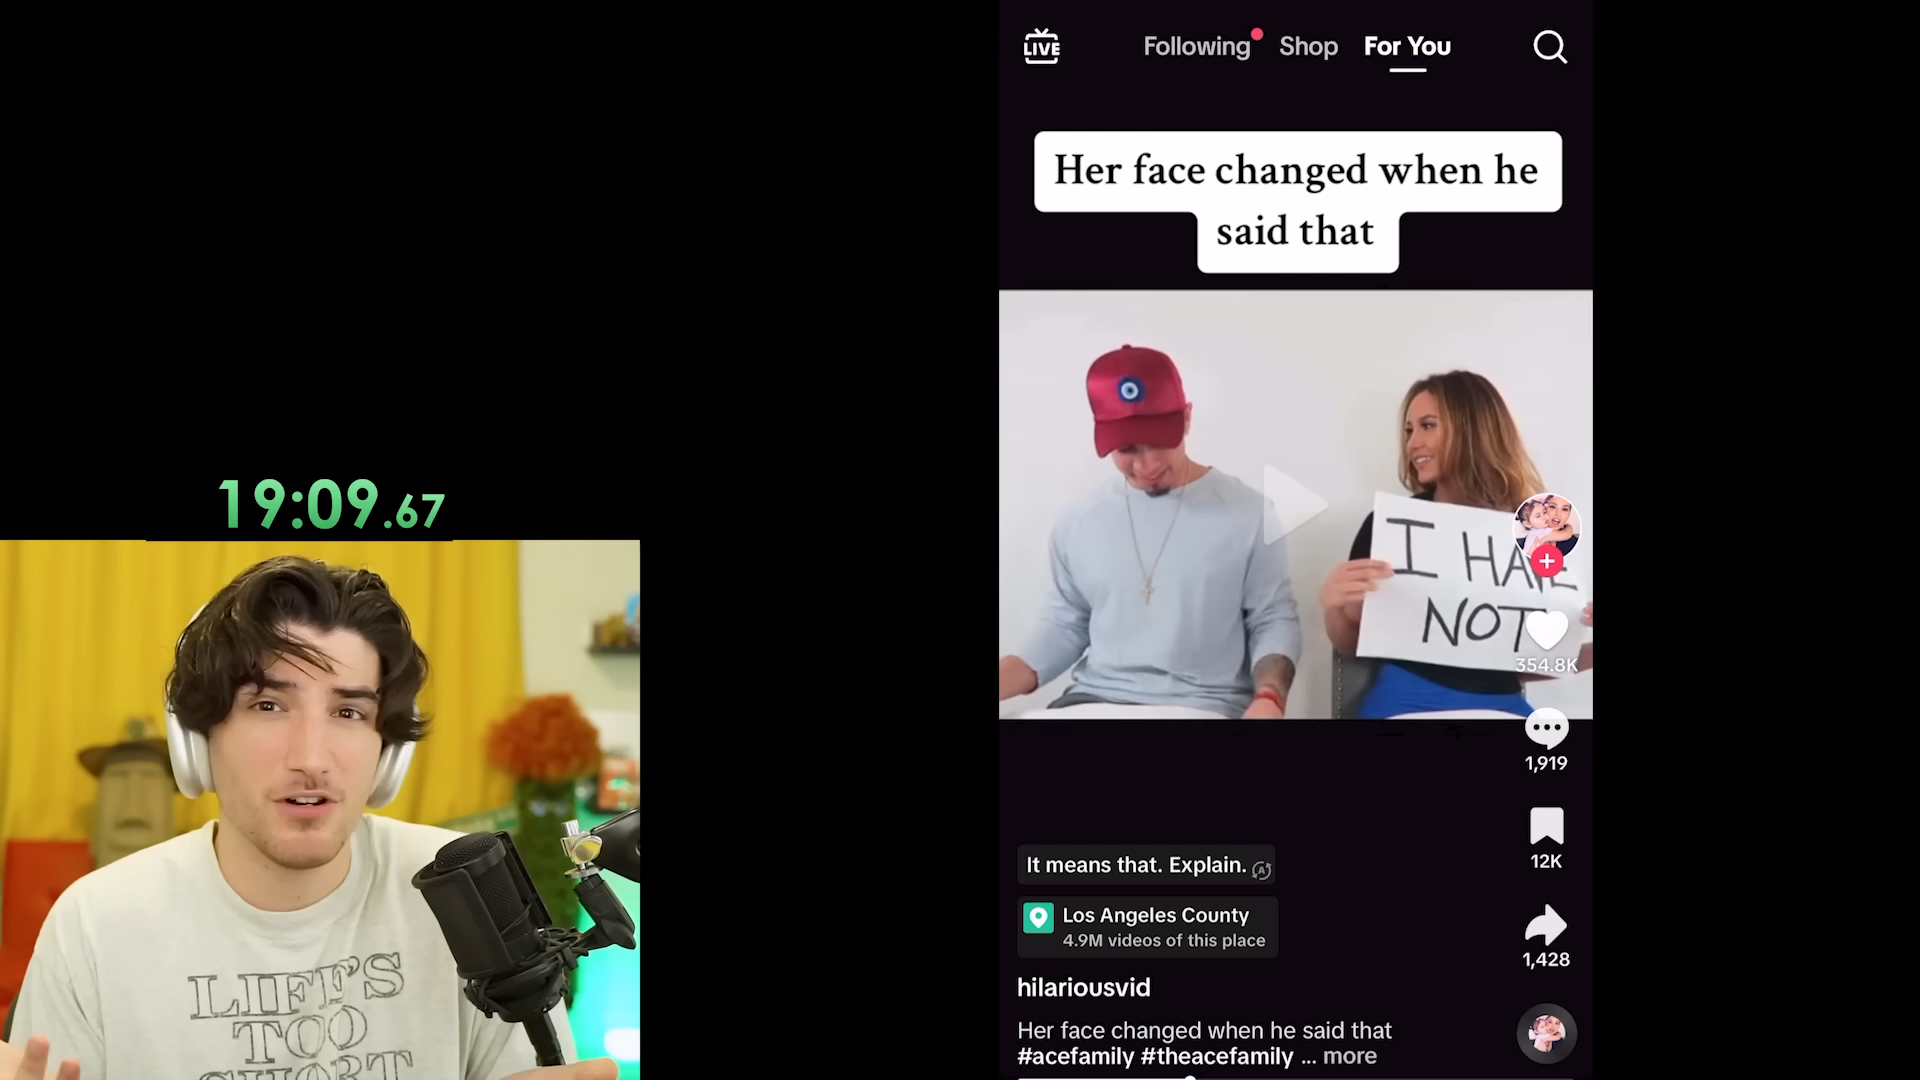 LIVE
Following
Shop
For You
Her face changed when he
said that
I HATE
NOT
354.8K
1,919
12K
1,428
19:09.67
LIFE'S
TOO
SHORT
It means that. Explain.
Los Angeles County
4.9M videos of this place
hilariousvid
Her face changed when he said that
#acefamily #theacefamily ... more